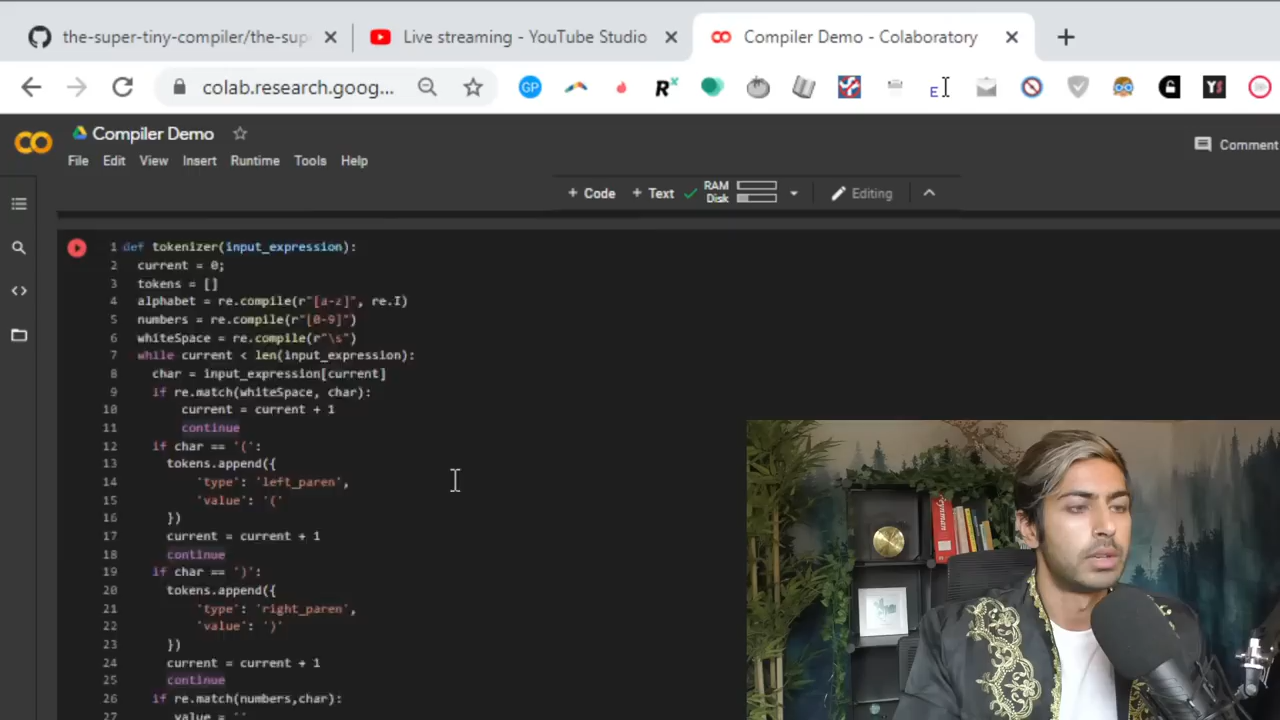 the-super-tiny-compiler/the-sup
Live streaming - YouTube Studio
Compiler Demo - Colaboratory
colab.research.goog...
GP
R
E
Y
CO
Compiler Demo
File Edit View Insert Runtime Tools Help
Comment
+ Code + Text RAM Disk Editing
1 def tokenizer(input_expression):
2 current = 0;
3 tokens = []
4 alphabet = re.compile(r"[a-z]", re.I)
5 numbers = re.compile(r"[0-9]")
6 whiteSpace = re.compile(r"\s")
7 while current < len(input_expression):
8 char = input_expression[current]
9 if re.match(whiteSpace, char):
10 current = current + 1
11 continue
12 if char == '(':
13 tokens.append({
14 'type': 'left_paren',
15 'value': '('
16 })
17 current = current + 1
18 continue
19 if char == ')':
20 tokens.append({
21 'type': 'right_paren',
22 'value': ')'
23 })
24 current = current + 1
25 continue
26 if re.match(numbers,char):
27 value = ''